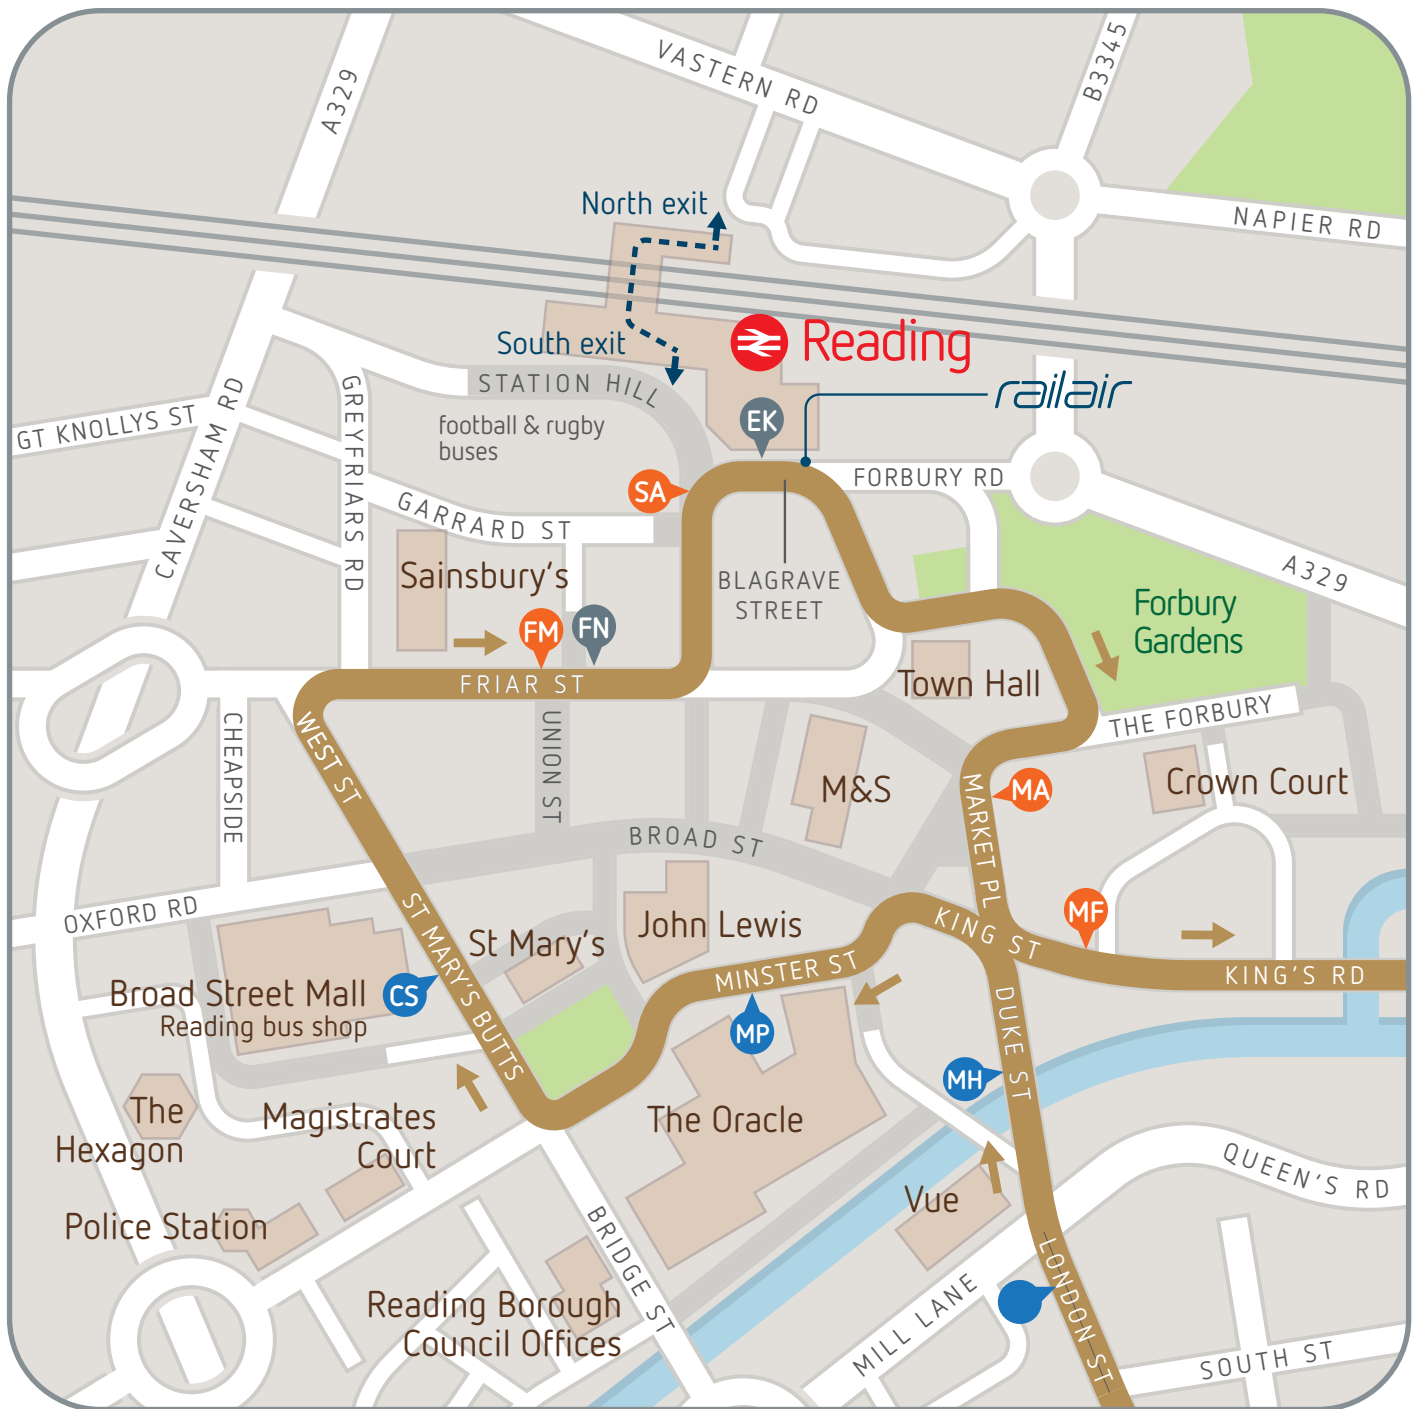 A329
VASTERN RD
B3345
NAPIER RD
North exit
South exit
Reading
railair
STATION HILL
football & rugby
buses
EK
SA
FORBURY RD
GT KNOLLYS ST
CAVERSHAM RD
GREYFRIARS RD
GARRARD ST
A329
Sainsbury's
BLAGRAVE
STREET
Forbury
Gardens
FM
FN
FRIAR ST
Town Hall
THE FORBURY
WEST ST
CHEAPSIDE
UNION ST
M&S
MARKET PL
MA
Crown Court
BROAD ST
OXFORD RD
ST MARY'S BUTTS
St Mary's
John Lewis
KING ST
MF
KING'S RD
MINSTER ST
Broad Street Mall
Reading bus shop
CS
MP
DUKE ST
MH
The
Hexagon
Magistrates
Court
The Oracle
QUEEN'S RD
Police Station
Vue
BRIDGE ST
LONDON ST
Reading Borough
Council Offices
MILL LANE
SOUTH ST